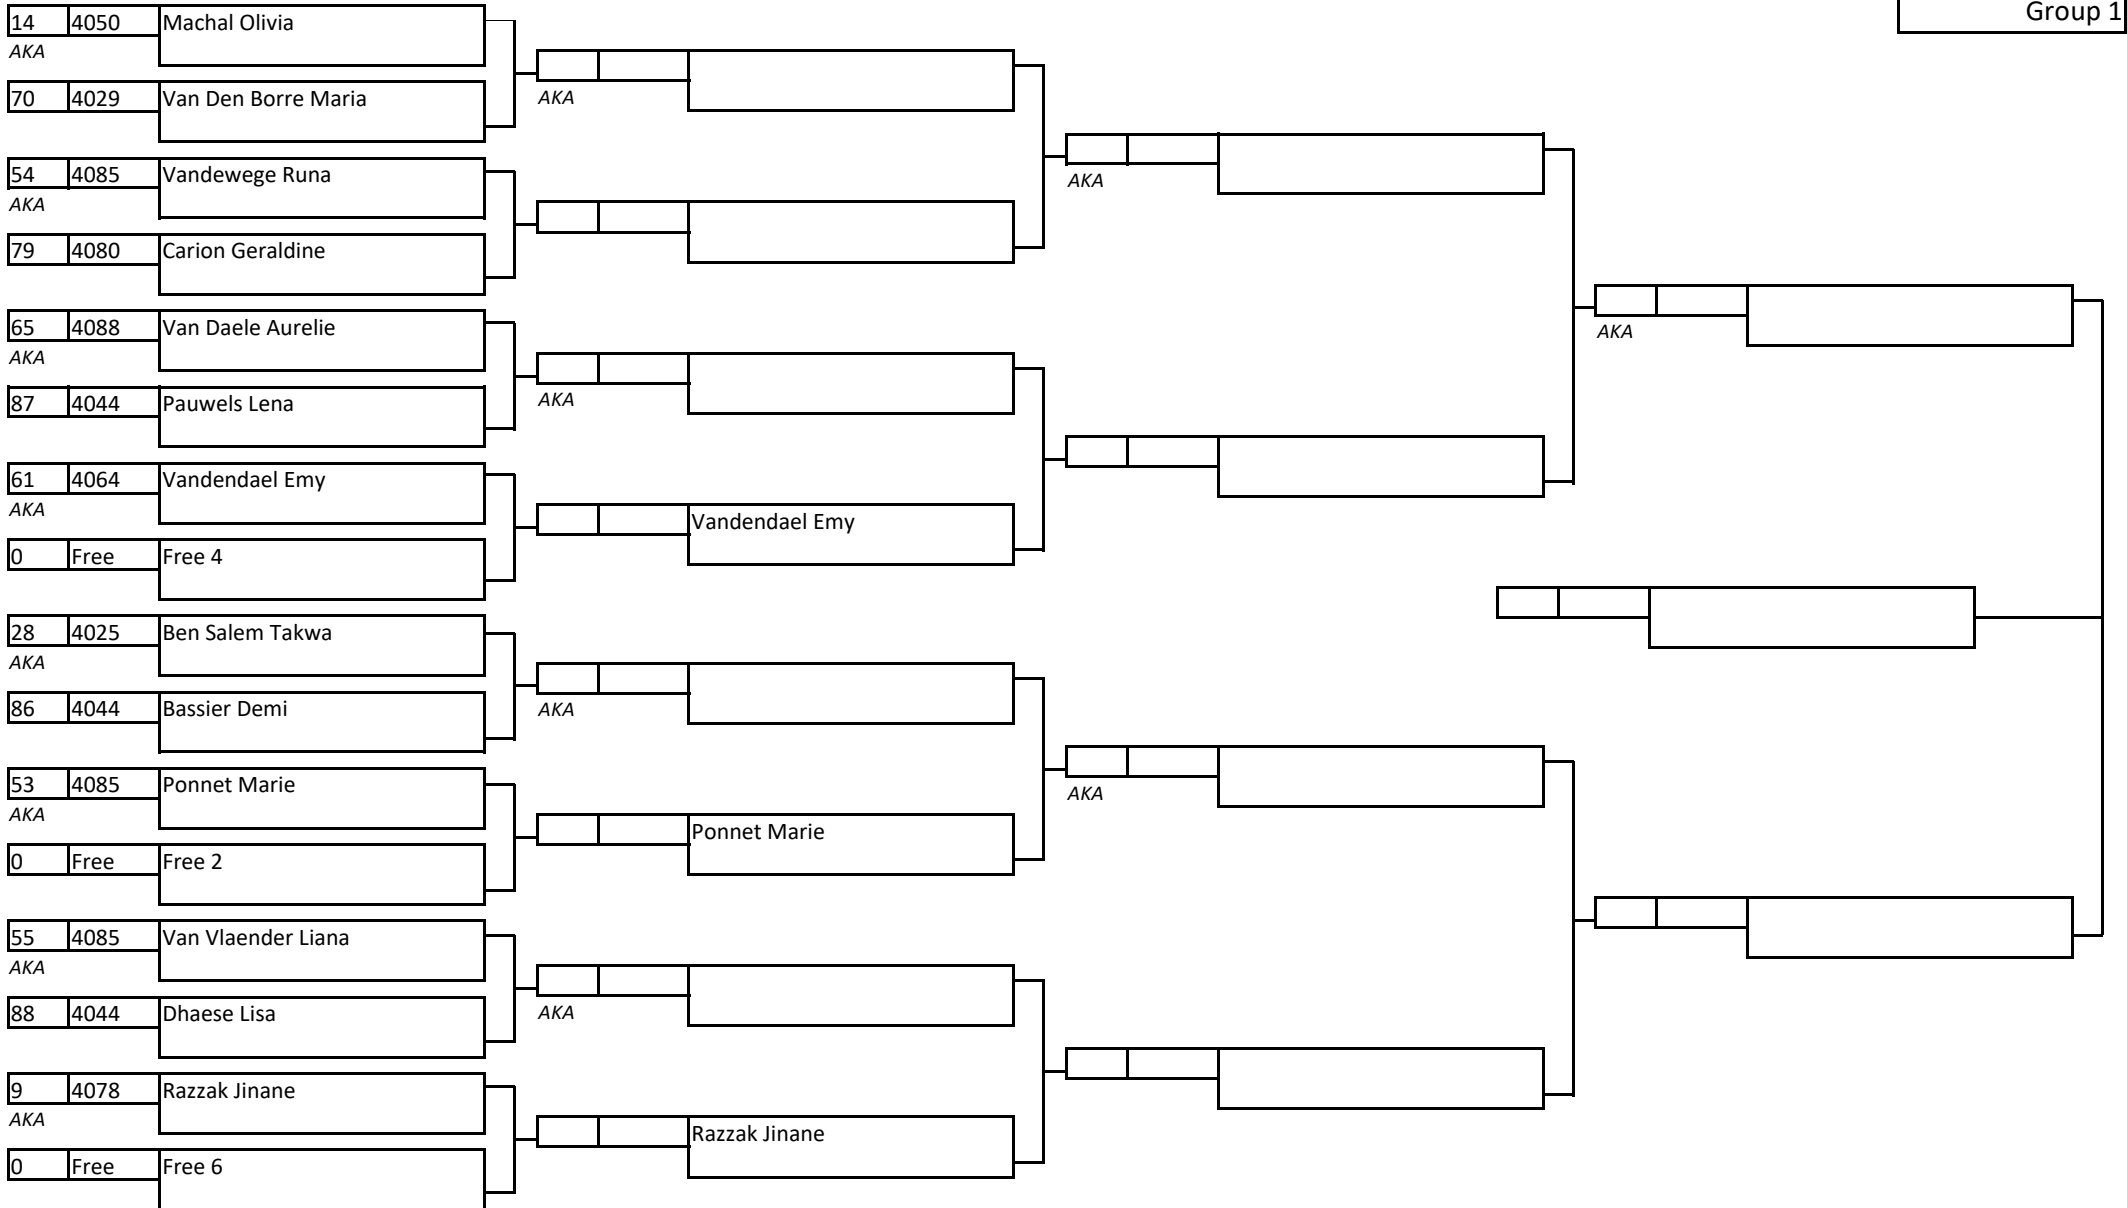 Group 1
14 4050 Machal Olivia
AKA
AKA
70 4029 Van Den Borre Maria
54 4085 Vandewege Runa
AKA
AKA
79 4080 Carion Geraldine
65 4088 Van Daele Aurelie
AKA
AKA
AKA
87 4044 Pauwels Lena
61 4064 Vandendael Emy
AKA
Vandendael Emy
0 Free Free 4
28 4025 Ben Salem Takwa
AKA
86 4044 Bassier Demi
AKA
53 4085 Ponnet Marie
AKA
AKA
Ponnet Marie
0 Free Free 2
55 4085 Van Vlaender Liana
AKA
88 4044 Dhaese Lisa
AKA
9 4078 Razzak Jinane
AKA
Razzak Jinane
0 Free Free 6